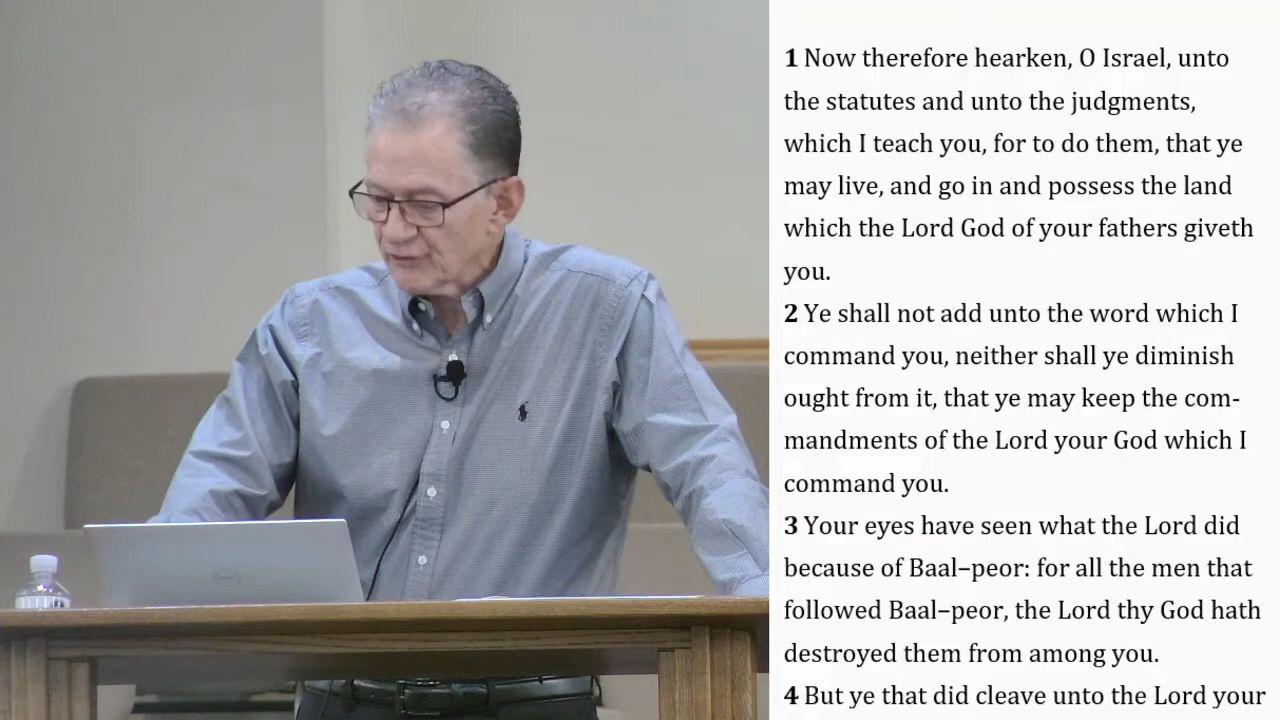 1 Now therefore hearken, O Israel, unto
the statutes and unto the judgments,
which I teach you, for to do them, that ye
may live, and go in and possess the land
which the Lord God of your fathers giveth
you.
2 Ye shall not add unto the word which I
command you, neither shall ye diminish
ought from it, that ye may keep the com-
mandments of the Lord your God which I
command you.
3 Your eyes have seen what the Lord did
because of Baal–peor: for all the men that
followed Baal–peor, the Lord thy God hath
destroyed them from among you.
4 But ye that did cleave unto the Lord your